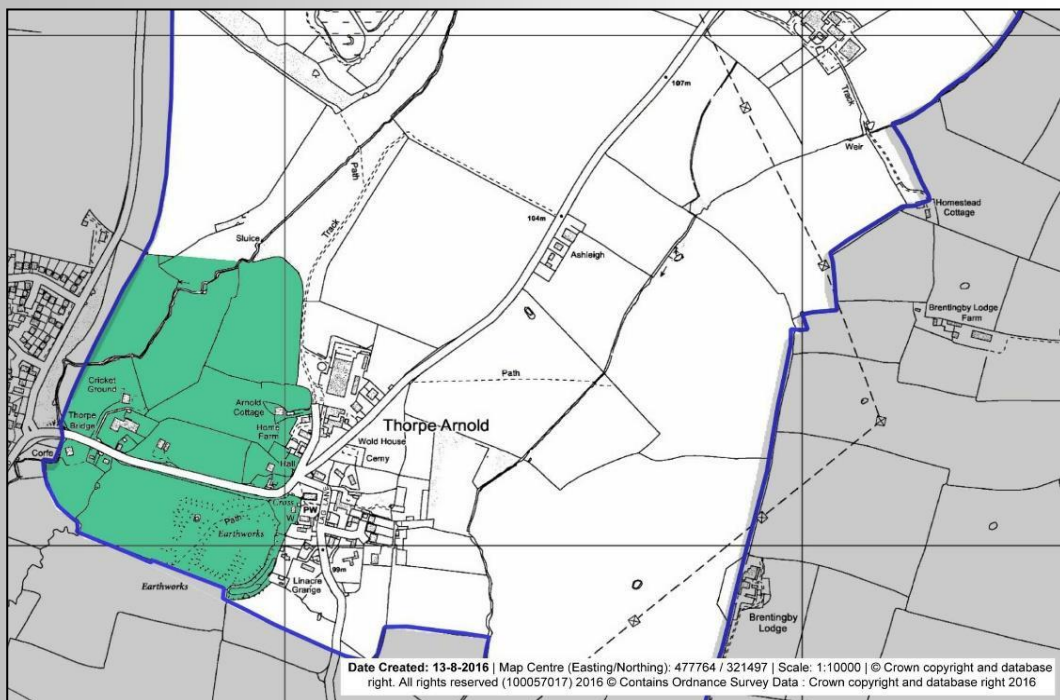 107m
Track
Path
Weir
Homestead
Cottage
104m
Track
Sluice
Ashleigh
Brentingby Lodge
Farm
Path
Cricket
Ground
Arnold
Cottage
Thorpe
Bridge
Home
Farm
Thorpe Arnold
Wold House
Cemy
Corfe
Hall
Cross
W
PW
LANE
Path
Earthworks
99m
Earthworks
Linacre
Grange
Brentingby
Lodge
Date Created: 13-8-2016 | Map Centre (Easting/Northing): 477764 / 321497 | Scale: 1:10000 | © Crown copyright and database
right. All rights reserved (100057017) 2016 © Contains Ordnance Survey Data : Crown copyright and database right 2016